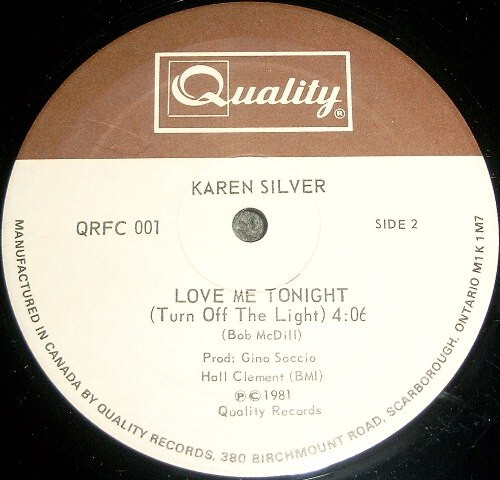 Quality®
KAREN SILVER
QRFC 001
SIDE 2
LOVE ME TONIGHT
(Turn Off The Light) 4:06
(Bob McDill)
Prod: Gino Soccio
Hall Clement (BMI)
℗©1981
Quality Records
MANUFACTURED IN CANADA BY QUALITY RECORDS, 380 BIRCHMOUNT ROAD, SCARBOROUGH, ONTARIO M1K 1M7